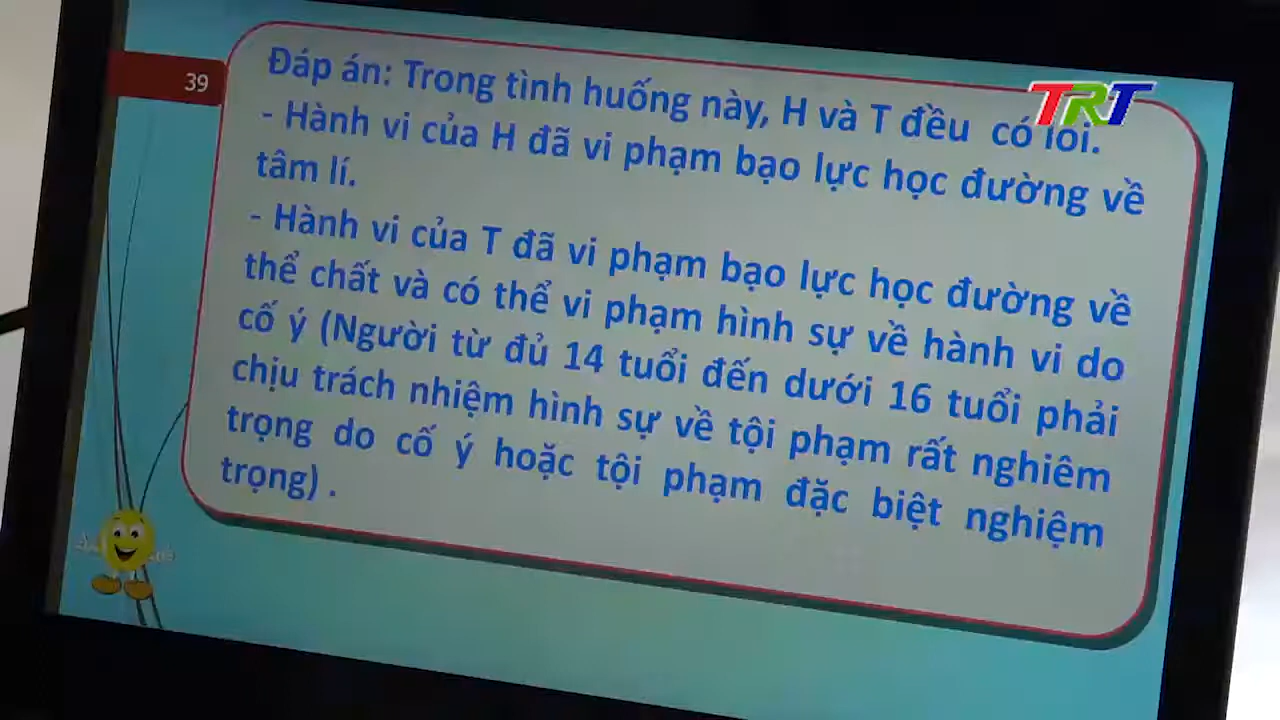 39
TRT
Đáp án: Trong tình huống này, H và T đều có lỗi.
- Hành vi của H đã vi phạm bạo lực học đường về
tâm lí.
- Hành vi của T đã vi phạm bạo lực học đường về
thể chất và có thể vi phạm hình sự về hành vi do
cố ý (Người từ đủ 14 tuổi đến dưới 16 tuổi phải
chịu trách nhiệm hình sự về tội phạm rất nghiêm
trọng do cố ý hoặc tội phạm đặc biệt nghiệm
trọng) .